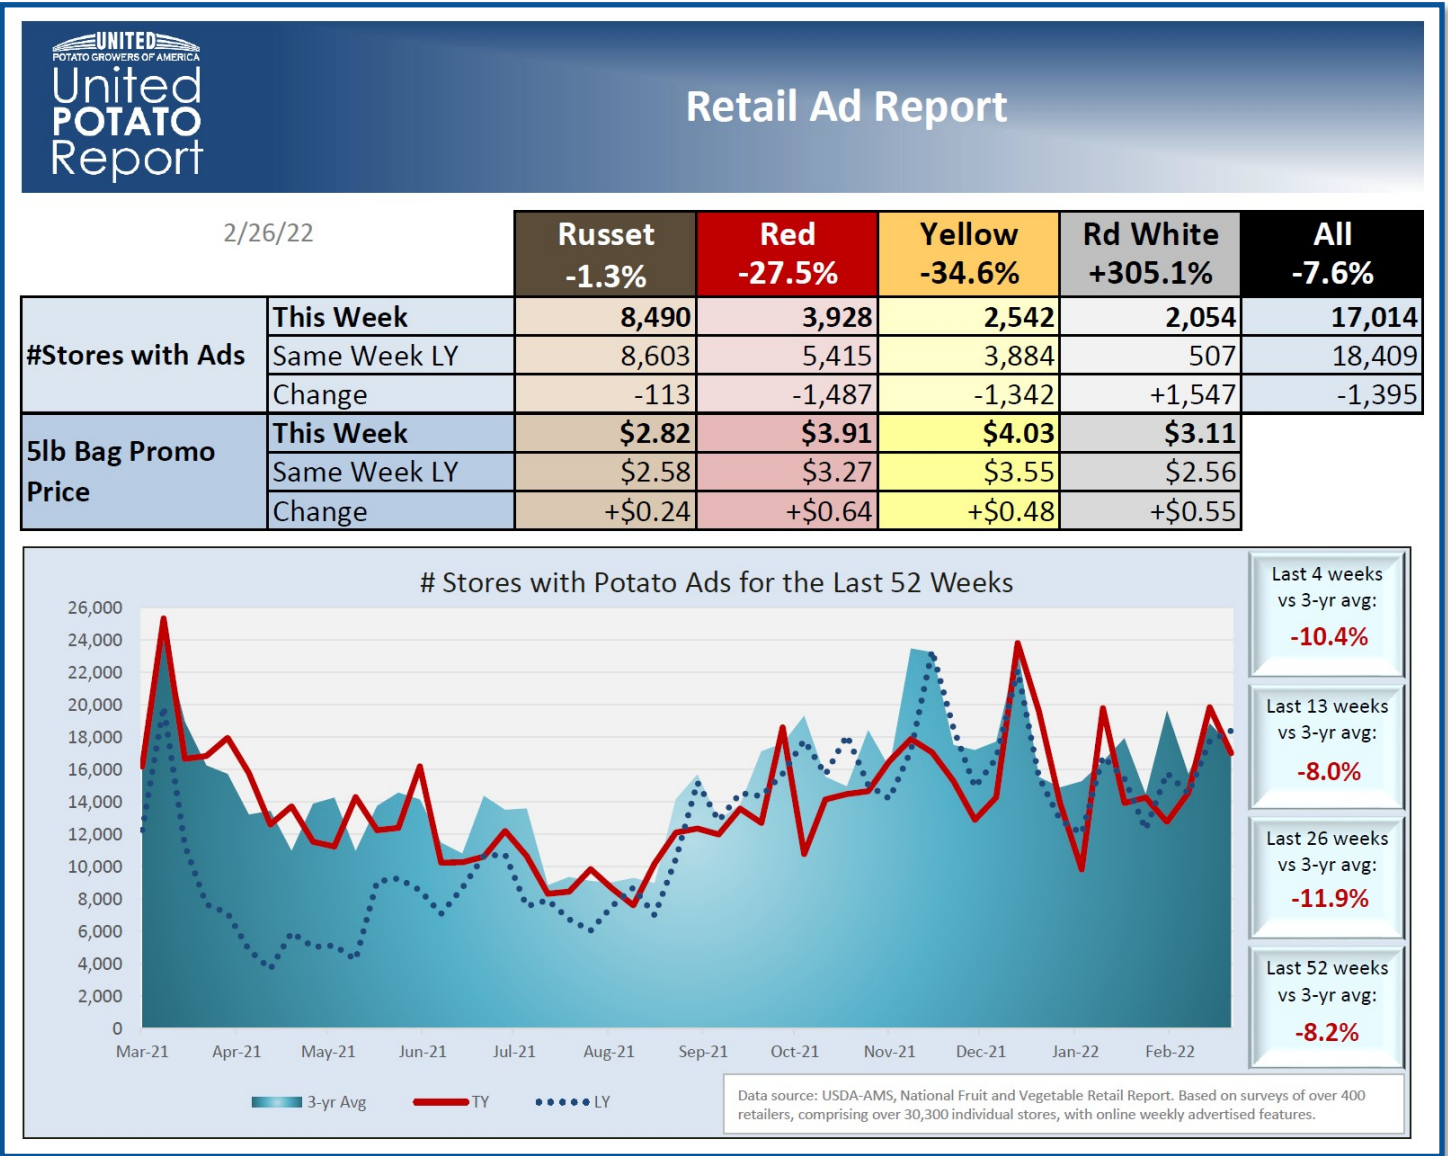 UNITED
POTATO GROWERS OF AMERICA
United
POTATO
Report
Retail Ad Report
2/26/22
Russet Red Yellow Rd White All
-1.3% -27.5% -34.6% +305.1% -7.6%
#Stores with Ads
This Week 8,490 3,928 2,542 2,054 17,014
Same Week LY 8,603 5,415 3,884 507 18,409
Change -113 -1,487 -1,342 +1,547 -1,395
5lb Bag Promo
Price
This Week $2.82 $3.91 $4.03 $3.11
Same Week LY $2.58 $3.27 $3.55 $2.56
Change +$0.24 +$0.64 +$0.48 +$0.55
# Stores with Potato Ads for the Last 52 Weeks
26,000
24,000
22,000
20,000
18,000
16,000
14,000
12,000
10,000
8,000
6,000
4,000
2,000
0
Mar-21 Apr-21 May-21 Jun-21 Jul-21 Aug-21 Sep-21 Oct-21 Nov-21 Dec-21 Jan-22 Feb-22
3-yr Avg TY LY
Last 4 weeks
vs 3-yr avg:
-10.4%
Last 13 weeks
vs 3-yr avg:
-8.0%
Last 26 weeks
vs 3-yr avg:
-11.9%
Last 52 weeks
vs 3-yr avg:
-8.2%
Data source: USDA-AMS, National Fruit and Vegetable Retail Report. Based on surveys of over 400
retailers, comprising over 30,300 individual stores, with online weekly advertised features.